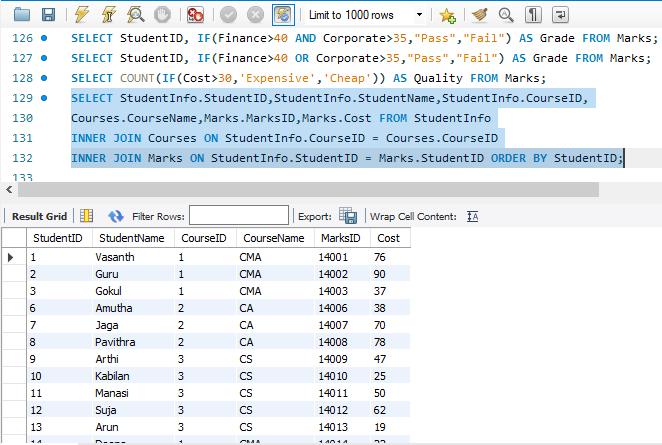 Limit to 1000 rows
126 SELECT StudentID, IF(Finance>40 AND Corporate>35,"Pass","Fail") AS Grade FROM Marks;
127 SELECT StudentID, IF(Finance>40 OR Corporate>35,"Pass","Fail") AS Grade FROM Marks;
128 SELECT COUNT(IF(Cost>30,'Expensive','Cheap')) AS Quality FROM Marks;
129 SELECT StudentInfo.StudentID,StudentInfo.StudentName,StudentInfo.CourseID,
130 Courses.CourseName,Marks.MarksID,Marks.Cost FROM StudentInfo
131 INNER JOIN Courses ON StudentInfo.CourseID = Courses.CourseID
132 INNER JOIN Marks ON StudentInfo.StudentID = Marks.StudentID ORDER BY StudentID;
133
Result Grid Filter Rows: Export: Wrap Cell Content: IA
StudentID StudentName CourseID CourseName MarksID Cost
1 Vasanth 1 CMA 14001 76
2 Guru 1 CMA 14002 90
3 Gokul 1 CMA 14003 37
6 Amutha 2 CA 14006 38
7 Jaga 2 CA 14007 70
8 Pavithra 2 CA 14008 78
9 Arthi 3 CS 14009 47
10 Kabilan 3 CS 14010 25
11 Manasi 3 CS 14011 50
12 Suja 3 CS 14012 62
13 Arun 3 CS 14013 19